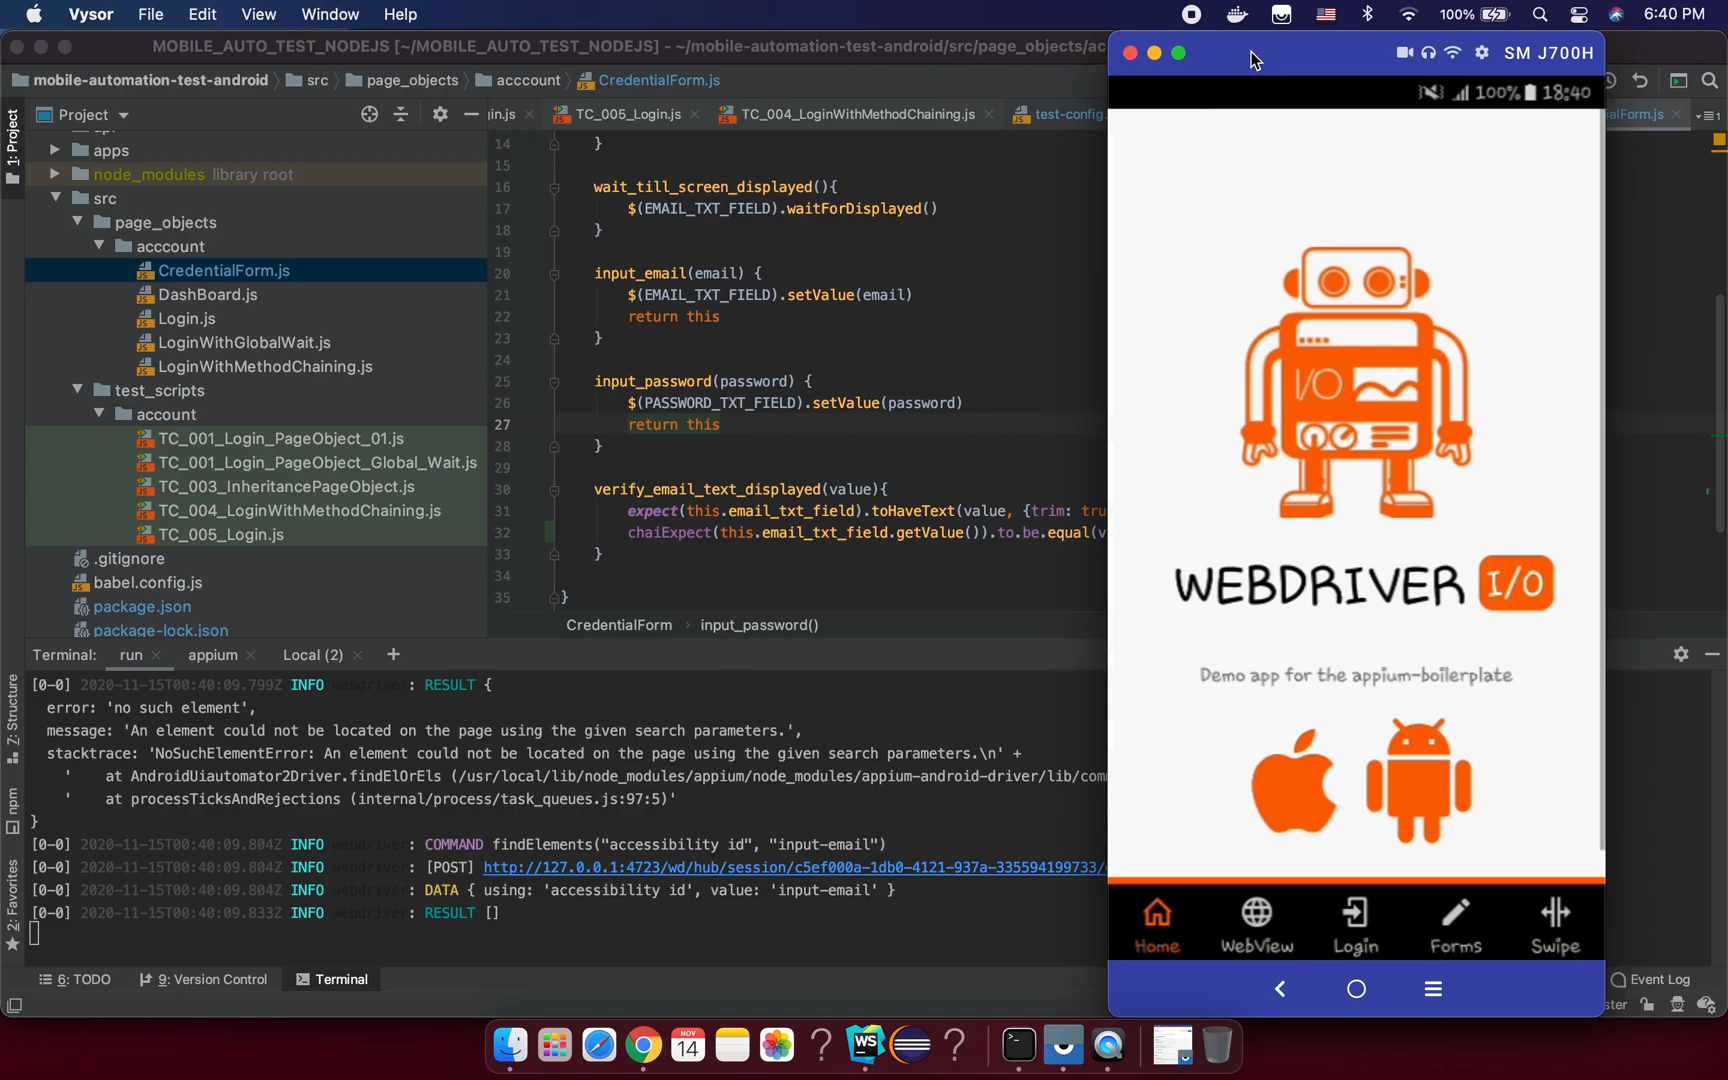 Vysor File Edit View Window Help
100% 6:40 PM
MOBILE_AUTO_TEST_NODEJS [~/MOBILE_AUTO_TEST_NODEJS] - ~/mobile-automation-test-android/src/page_objects/ac
mobile-automation-test-android src page_objects acccount CredentialForm.js
Project
in.js TC_005_Login.js TC_004_LoginWithMethodChaining.js test-config. alForm.js
1: Project
apps
node_modules library root
src
page_objects
acccount
CredentialForm.js
DashBoard.js
Login.js
LoginWithGlobalWait.js
LoginWithMethodChaining.js
test_scripts
account
TC_001_Login_PageObject_01.js
TC_001_Login_PageObject_Global_Wait.js
TC_003_InheritancePageObject.js
TC_004_LoginWithMethodChaining.js
TC_005_Login.js
.gitignore
babel.config.js
package.json
package-lock.json
14 }
15
16 wait_till_screen_displayed(){
17 $(EMAIL_TXT_FIELD).waitForDisplayed()
18 }
19
20 input_email(email) {
21 $(EMAIL_TXT_FIELD).setValue(email)
22 return this
23 }
24
25 input_password(password) {
26 $(PASSWORD_TXT_FIELD).setValue(password)
27 return this
28 }
29
30 verify_email_text_displayed(value){
31 expect(this.email_txt_field).toHaveText(value, {trim: tru
32 chaiExpect(this.email_txt_field.getValue()).to.be.equal(v
33 }
34
35 }
CredentialForm input_password()
Terminal: run appium Local (2) +
[0-0] 2020-11-15T00:40:09.799Z INFO webdriver: RESULT {
error: 'no such element',
message: 'An element could not be located on the page using the given search parameters.',
stacktrace: 'NoSuchElementError: An element could not be located on the page using the given search parameters.\n' +
' at AndroidUiautomator2Driver.findElOrEls (/usr/local/lib/node_modules/appium/node_modules/appium-android-driver/lib/com
' at processTicksAndRejections (internal/process/task_queues.js:97:5)'
}
[0-0] 2020-11-15T00:40:09.804Z INFO webdriver: COMMAND findElements("accessibility id", "input-email")
[0-0] 2020-11-15T00:40:09.804Z INFO webdriver: [POST] http://127.0.0.1:4723/wd/hub/session/c5ef000a-1db0-4121-937a-335594199733/
[0-0] 2020-11-15T00:40:09.804Z INFO webdriver: DATA { using: 'accessibility id', value: 'input-email' }
[0-0] 2020-11-15T00:40:09.833Z INFO webdriver: RESULT []
Z: Structure
npm
2: Favorites
6: TODO 9: Version Control Terminal
Event Log
ster
SM J700H
100% 18:40
I/O
WEBDRIVER I/O
Demo app for the appium-boilerplate
Home WebView Login Forms Swipe
NOV
14
WS